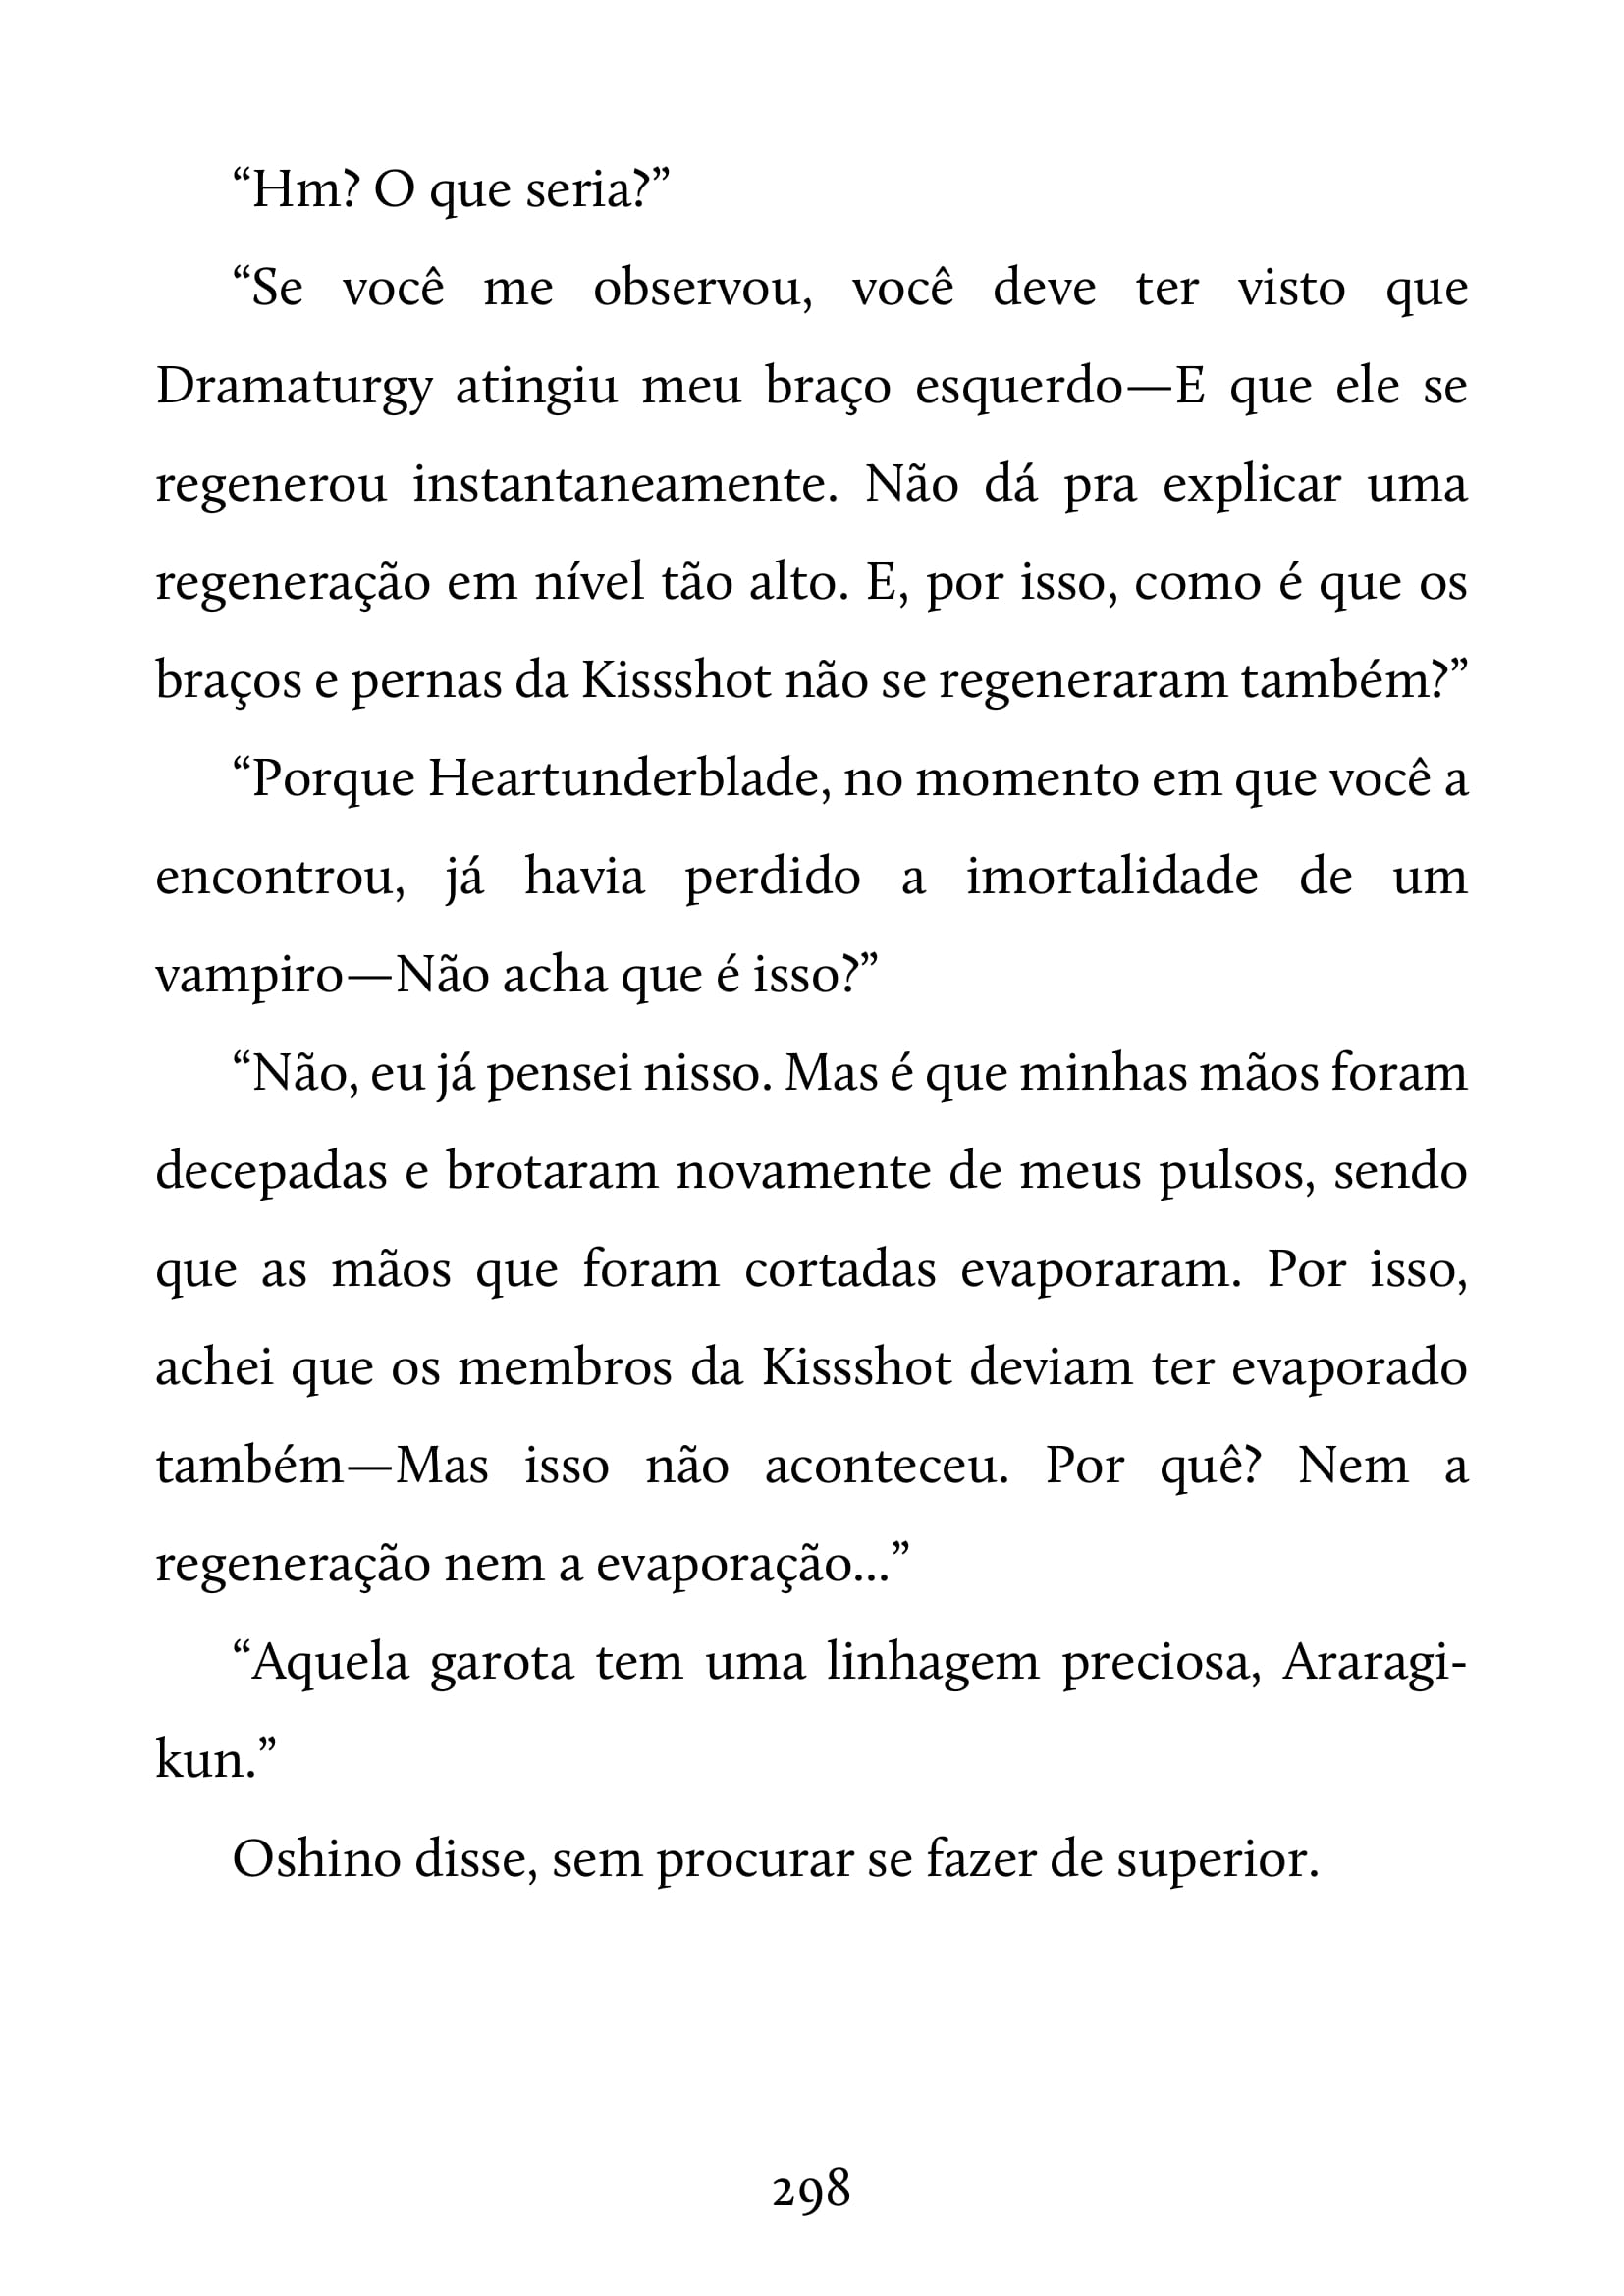 “Hm? O que seria?”
“Se você me observou, você deve ter visto que
Dramaturgy atingiu meu braço esquerdo—E que ele se
regenerou instantaneamente. Não dá pra explicar uma
regeneração em nível tão alto. E, por isso, como é que os
braços e pernas da Kissshot não se regeneraram também?”
“Porque Heartunderblade, no momento em que você a
encontrou, já havia perdido a imortalidade de um
vampiro—Não acha que é isso?”
“Não, eu já pensei nisso. Mas é que minhas mãos foram
decepadas e brotaram novamente de meus pulsos, sendo
que as mãos que foram cortadas evaporaram. Por isso,
achei que os membros da Kissshot deviam ter evaporado
também—Mas isso não aconteceu. Por quê? Nem a
regeneração nem a evaporação...”
“Aquela garota tem uma linhagem preciosa, Araragi-
kun.”
Oshino disse, sem procurar se fazer de superior.
298